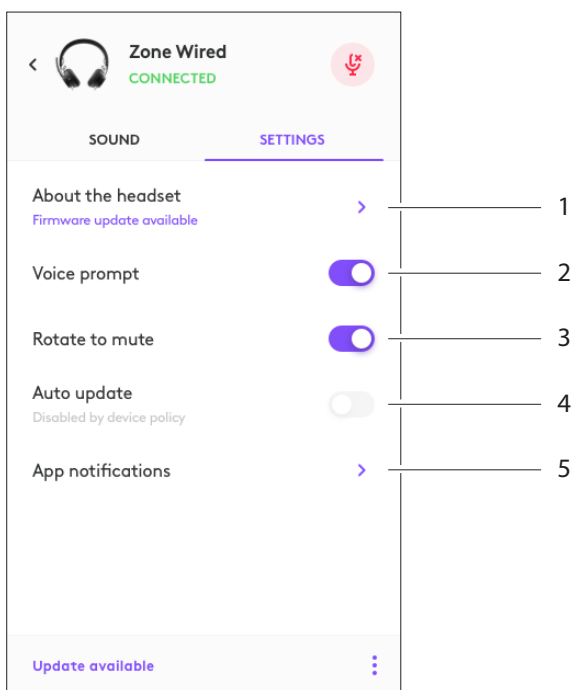 Zone Wired
CONNECTED
SOUND SETTINGS
About the headset
Firmware update available
1
Voice prompt
2
Rotate to mute
3
Auto update
Disabled by device policy
4
App notifications
5
Update available